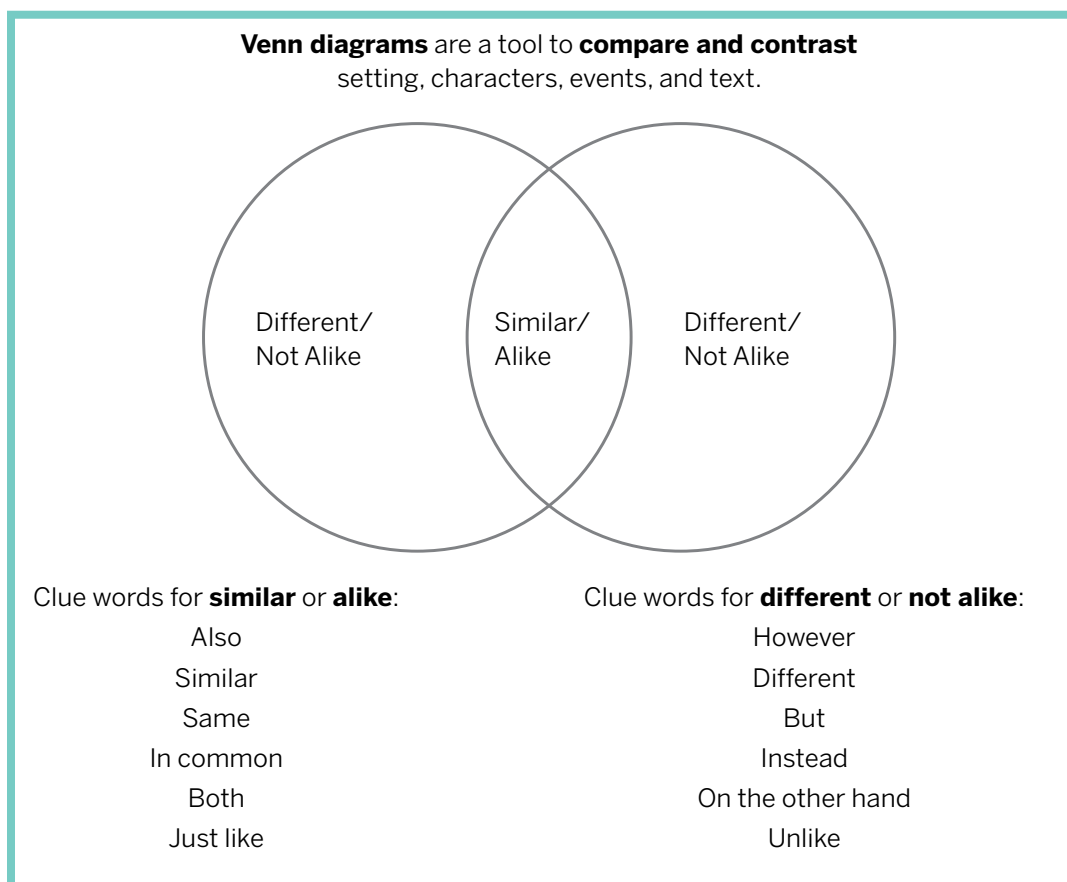 Venn diagrams are a tool to compare and contrast
setting, characters, events, and text.
Different/
Not Alike
Similar/
Alike
Different/
Not Alike
Clue words for similar or alike:
Also
Similar
Same
In common
Both
Just like
Clue words for different or not alike:
However
Different
But
Instead
On the other hand
Unlike